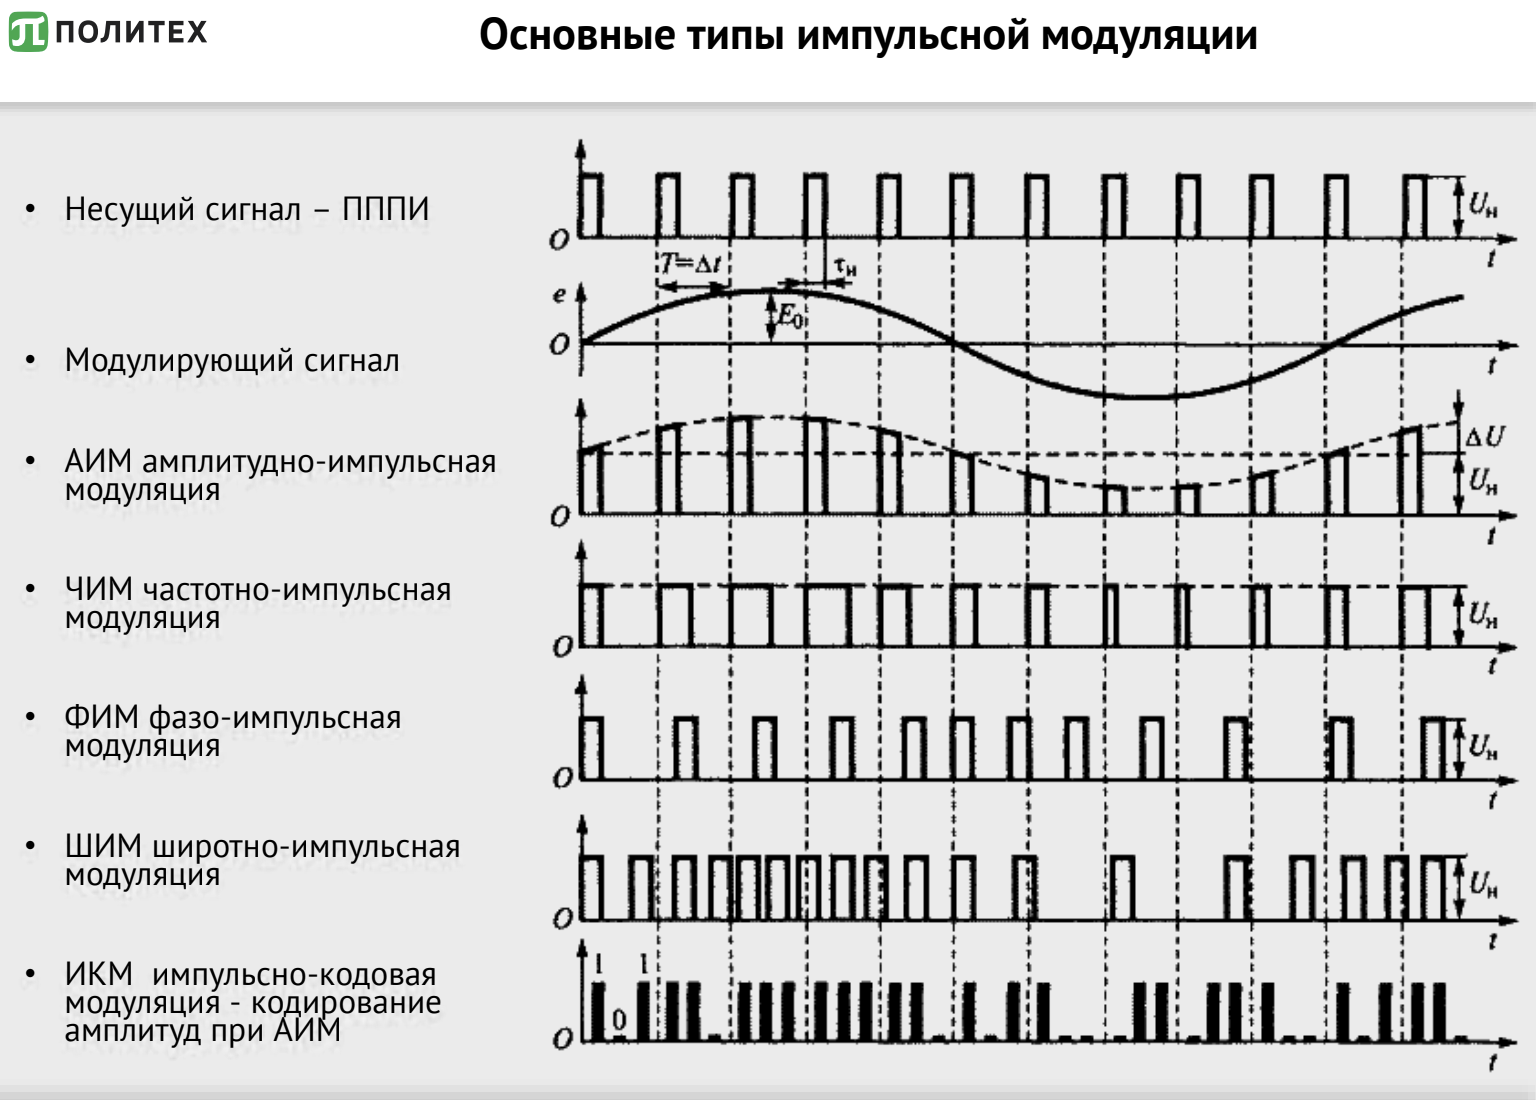 ПОЛИТЕХ
Основные типы импульсной модуляции
• Несущий сигнал – ПППИ
• Модулирующий сигнал
• АИМ амплитудно-импульсная
модуляция
• ЧИМ частотно-импульсная
модуляция
• ФИМ фазо-импульсная
модуляция
• ШИМ широтно-импульсная
модуляция
• ИКМ импульсно-кодовая
модуляция - кодирование
амплитуд при АИМ
O
Uн
t
T=Δt
τн
e
E₀
O
t
ΔU
Uн
O
t
Uн
O
t
Uн
O
t
Uн
O
t
1 1
0
O
t